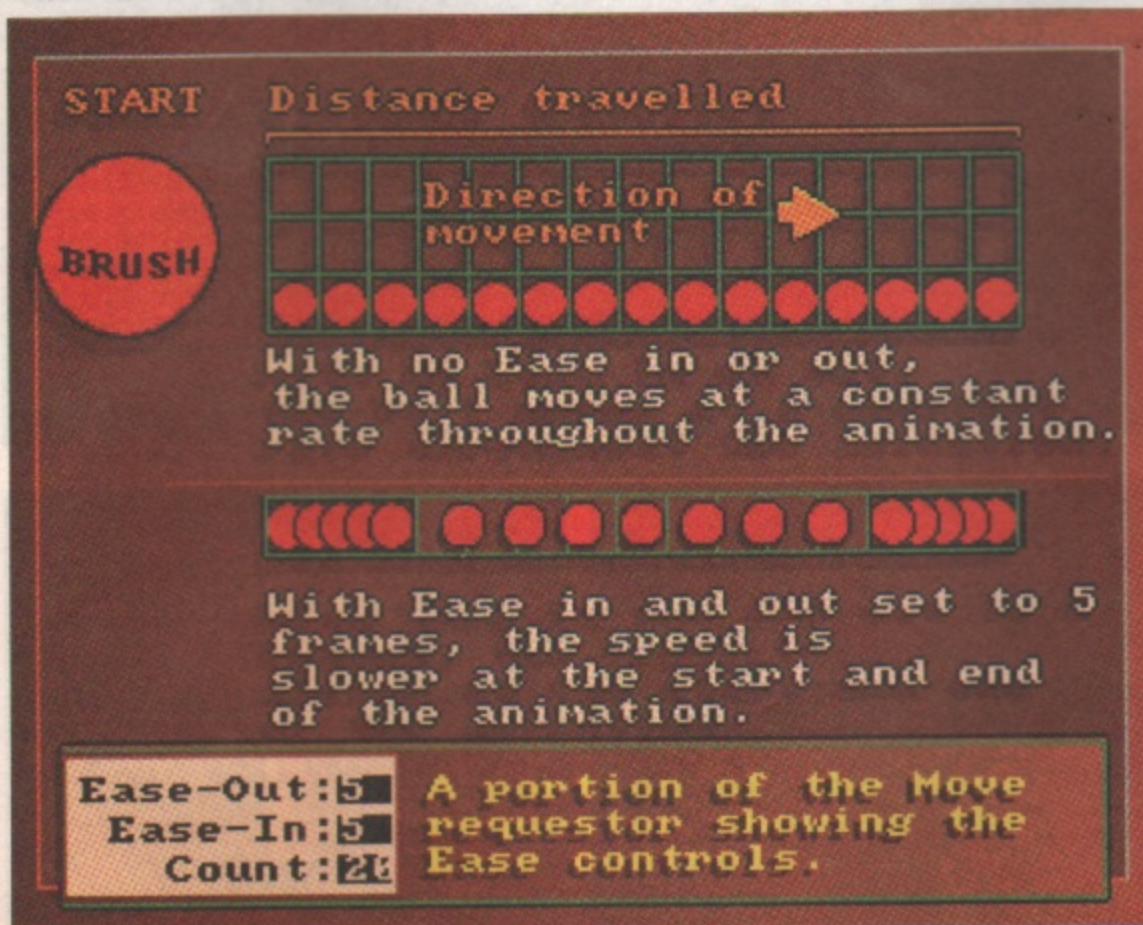 START Distance travelled
Direction of
movement
BRUSH
With no Ease in or out,
the ball moves at a constant
rate throughout the animation.
With Ease in and out set to 5
frames, the speed is
slower at the start and end
of the animation.
Ease-Out:5
Ease-In:5
Count:
A portion of the Move
requestor showing the
Ease controls.